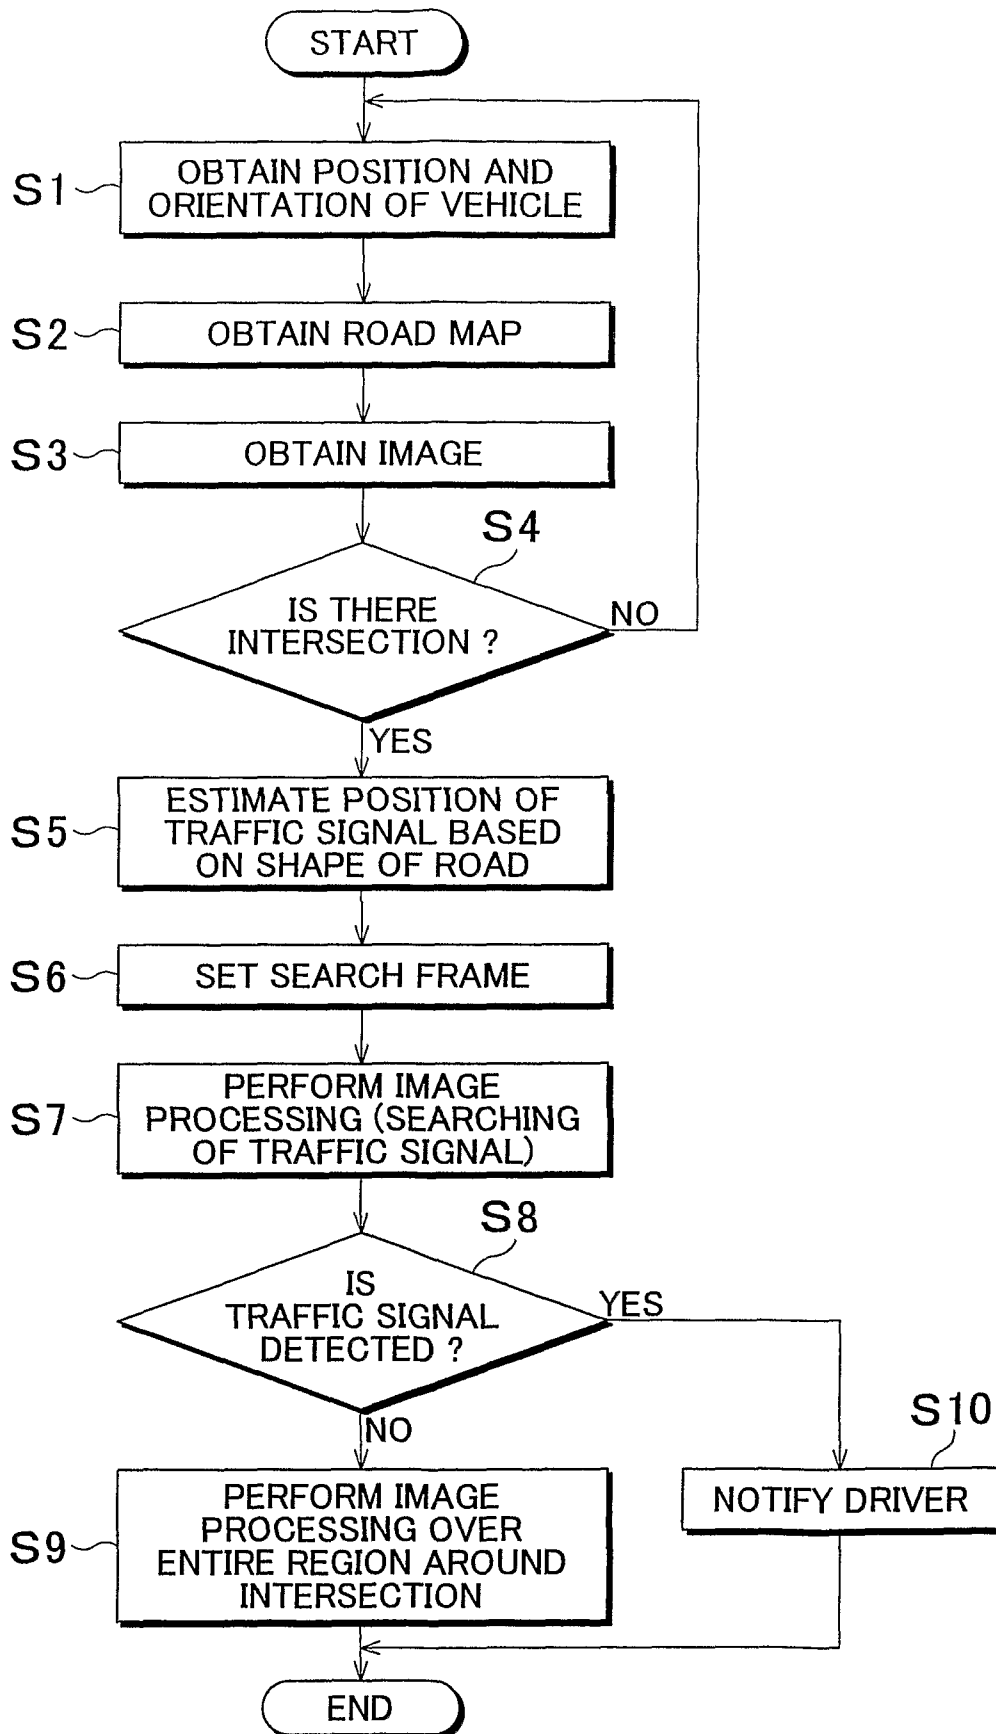 START
S1
OBTAIN POSITION AND
ORIENTATION OF VEHICLE
S2
OBTAIN ROAD MAP
S3
OBTAIN IMAGE
S4
IS THERE
INTERSECTION ?
NO
YES
S5
ESTIMATE POSITION OF
TRAFFIC SIGNAL BASED
ON SHAPE OF ROAD
S6
SET SEARCH FRAME
S7
PERFORM IMAGE
PROCESSING (SEARCHING
OF TRAFFIC SIGNAL)
S8
IS
TRAFFIC SIGNAL
DETECTED ?
YES
NO
S10
NOTIFY DRIVER
S9
PERFORM IMAGE
PROCESSING OVER
ENTIRE REGION AROUND
INTERSECTION
END